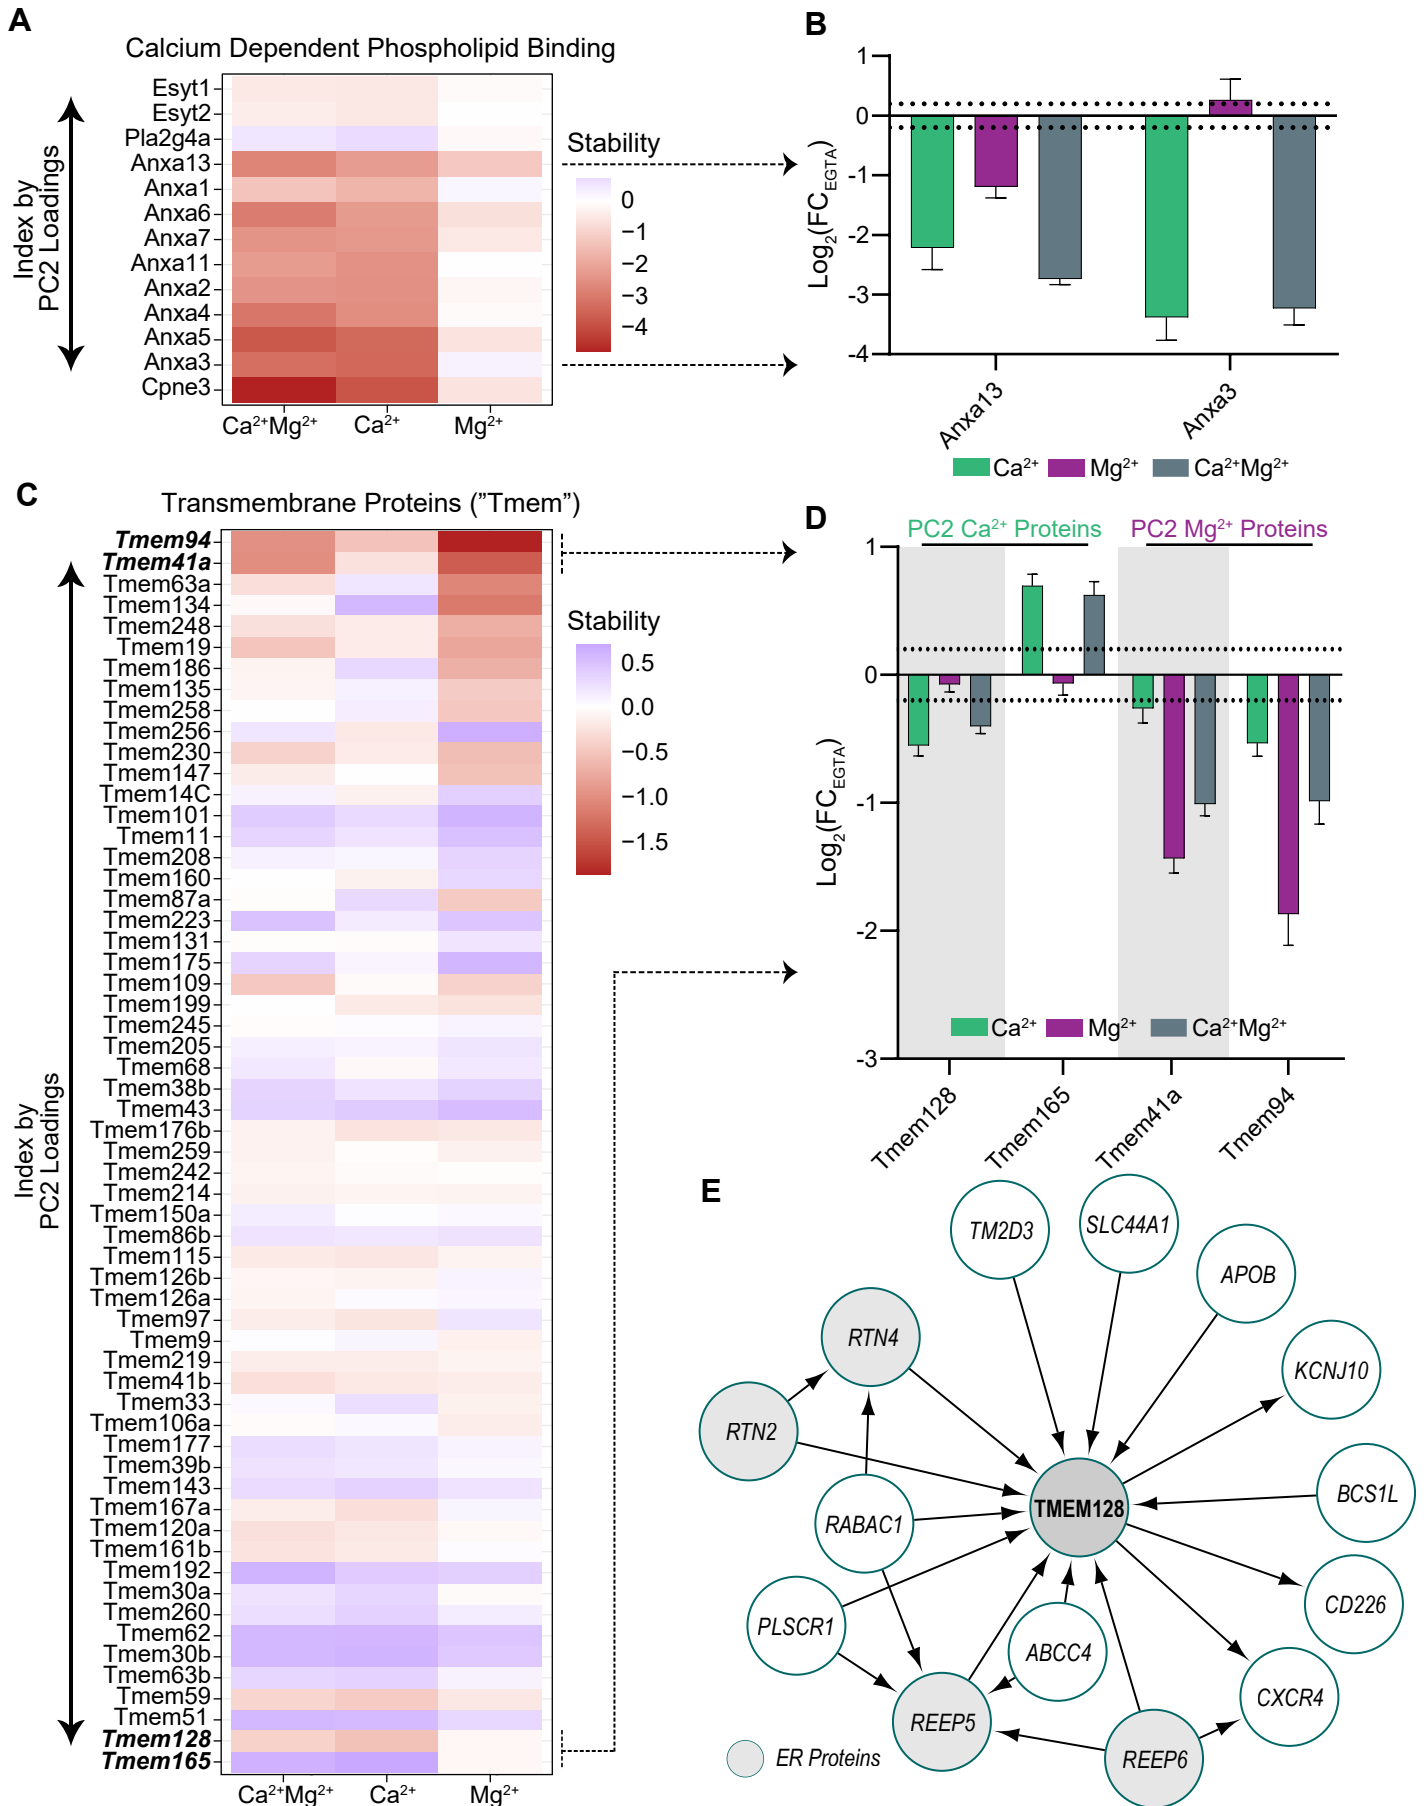 A
Calcium Dependent Phospholipid Binding
Index by
PC2 Loadings
Esyt1
Esyt2
Pla2g4a
Anxa13
Anxa1
Anxa6
Anxa7
Anxa11
Anxa2
Anxa4
Anxa5
Anxa3
Cpne3
Ca²⁺Mg²⁺
Ca²⁺
Mg²⁺
Stability
0
−1
−2
−3
−4
B
Log₂(FC_EGTA)
1
0
-1
-2
-3
-4
Anxa13
Anxa3
Ca²⁺
Mg²⁺
Ca²⁺Mg²⁺
C
Transmembrane Proteins (”Tmem”)
Index by
PC2 Loadings
Tmem94
Tmem41a
Tmem63a
Tmem134
Tmem248
Tmem19
Tmem186
Tmem135
Tmem258
Tmem256
Tmem230
Tmem147
Tmem14C
Tmem101
Tmem11
Tmem208
Tmem160
Tmem87a
Tmem223
Tmem131
Tmem175
Tmem109
Tmem199
Tmem245
Tmem205
Tmem68
Tmem38b
Tmem43
Tmem176b
Tmem259
Tmem242
Tmem214
Tmem150a
Tmem86b
Tmem115
Tmem126b
Tmem126a
Tmem97
Tmem9
Tmem219
Tmem41b
Tmem33
Tmem106a
Tmem177
Tmem39b
Tmem143
Tmem167a
Tmem120a
Tmem161b
Tmem192
Tmem30a
Tmem260
Tmem62
Tmem30b
Tmem63b
Tmem59
Tmem51
Tmem128
Tmem165
Ca²⁺Mg²⁺
Ca²⁺
Mg²⁺
Stability
0.5
0.0
−0.5
−1.0
−1.5
D
PC2 Ca²⁺ Proteins
PC2 Mg²⁺ Proteins
Log₂(FC_EGTA)
1
0
-1
-2
-3
Ca²⁺
Mg²⁺
Ca²⁺Mg²⁺
Tmem128
Tmem165
Tmem41a
Tmem94
E
TM2D3
SLC44A1
APOB
RTN4
KCNJ10
RTN2
BCS1L
TMEM128
RABAC1
CD226
PLSCR1
ABCC4
CXCR4
REEP5
REEP6
ER Proteins